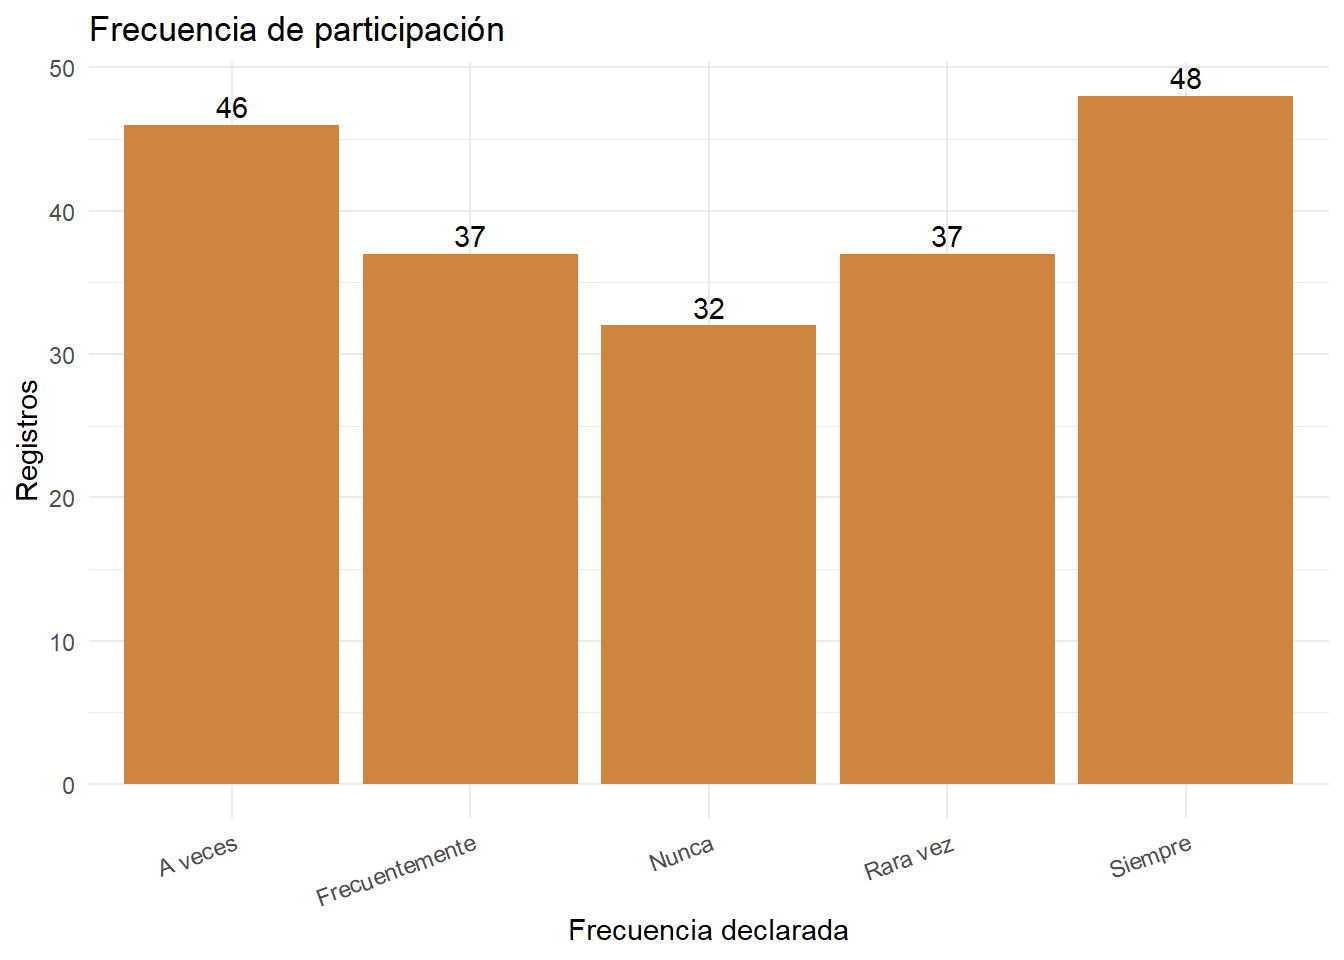 Frecuencia de participación
50
40
30
20
10
0
Registros
46
37
32
37
48
A veces
Frecuentemente
Nunca
Rara vez
Siempre
Frecuencia declarada